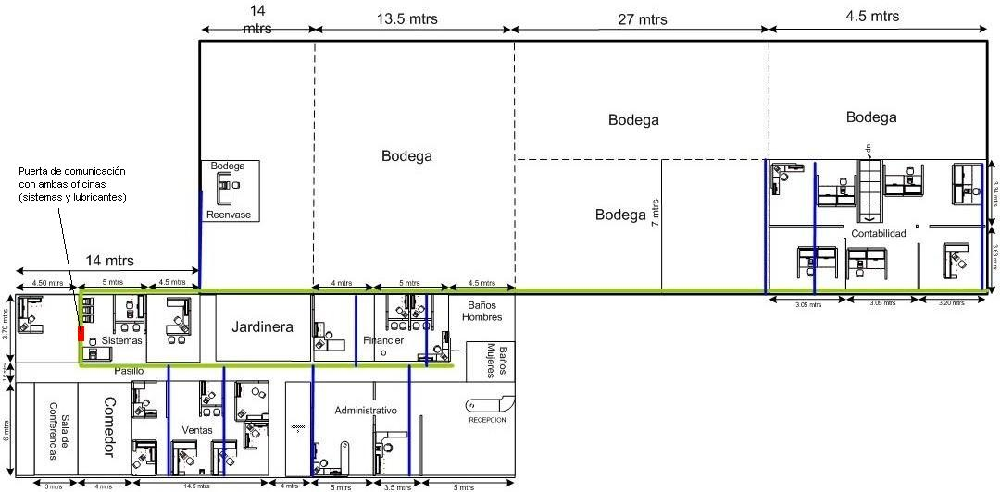 14
mtrs
13.5 mtrs
27 mtrs
4.5 mtrs
Bodega
Bodega
Bodega
Puerta de comunicación
con ambas oficinas
(sistemas y lubricantes)
Bodega
Reenvase
Bodega
7 mtrs
up
3.34 mtrs
Contabilidad
3.63 mtrs
14 mtrs
4.50 mtrs
5 mtrs
4.5 mtrs
4 mtrs
5 mtrs
4.5 mtrs
3.05 mtrs
3.05 mtrs
3.20 mtrs
3.70 mtrs
Sistemas
Jardinera
Financier
o
Baños
Hombres
Baños
Mujeres
Pasillo
6 mtrs
Sala de
Conferencias
Comedor
Ventas
Administrativo
RECEPCION
3 mtrs
4 mtrs
14.5 mtrs
4 mtrs
5 mtrs
3.5 mtrs
5 mtrs